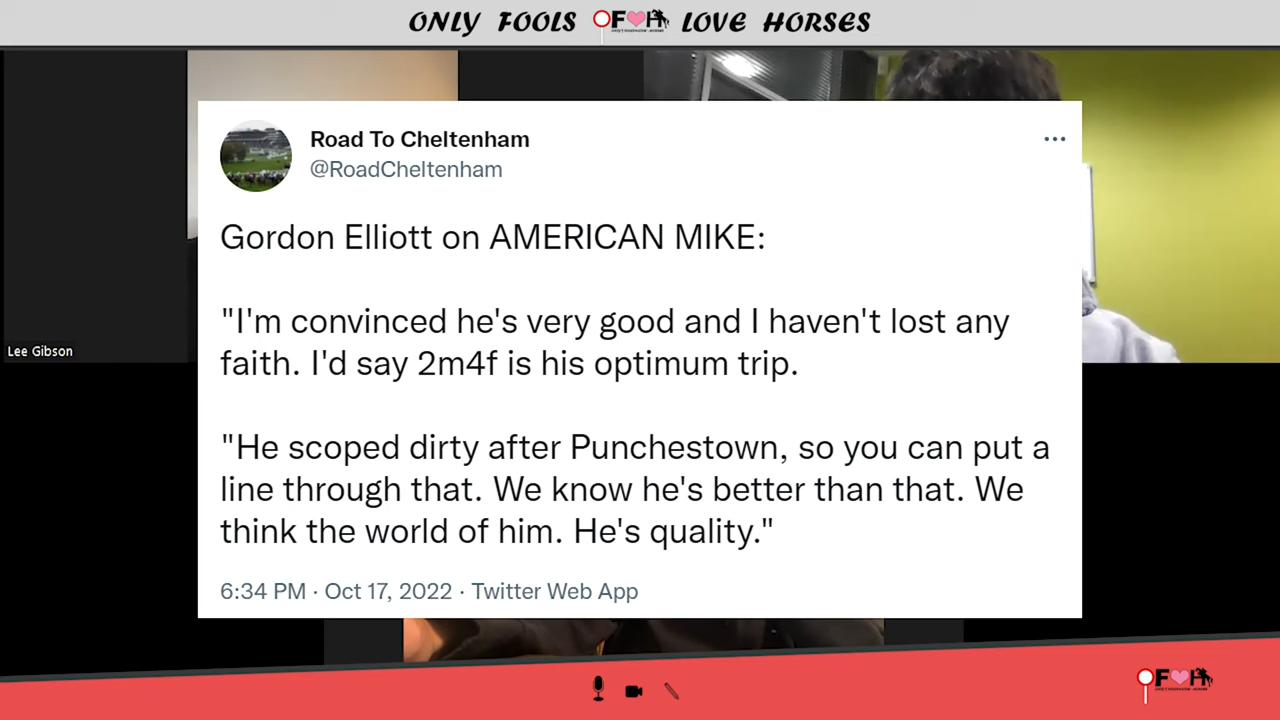 ONLY FOOLS OFH LOVE HORSES
Road To Cheltenham
@RoadCheltenham
Gordon Elliott on AMERICAN MIKE:
"I'm convinced he's very good and I haven't lost any
faith. I'd say 2m4f is his optimum trip.
"He scoped dirty after Punchestown, so you can put a
line through that. We know he's better than that. We
think the world of him. He's quality."
6:34 PM · Oct 17, 2022 · Twitter Web App
Lee Gibson
OFH